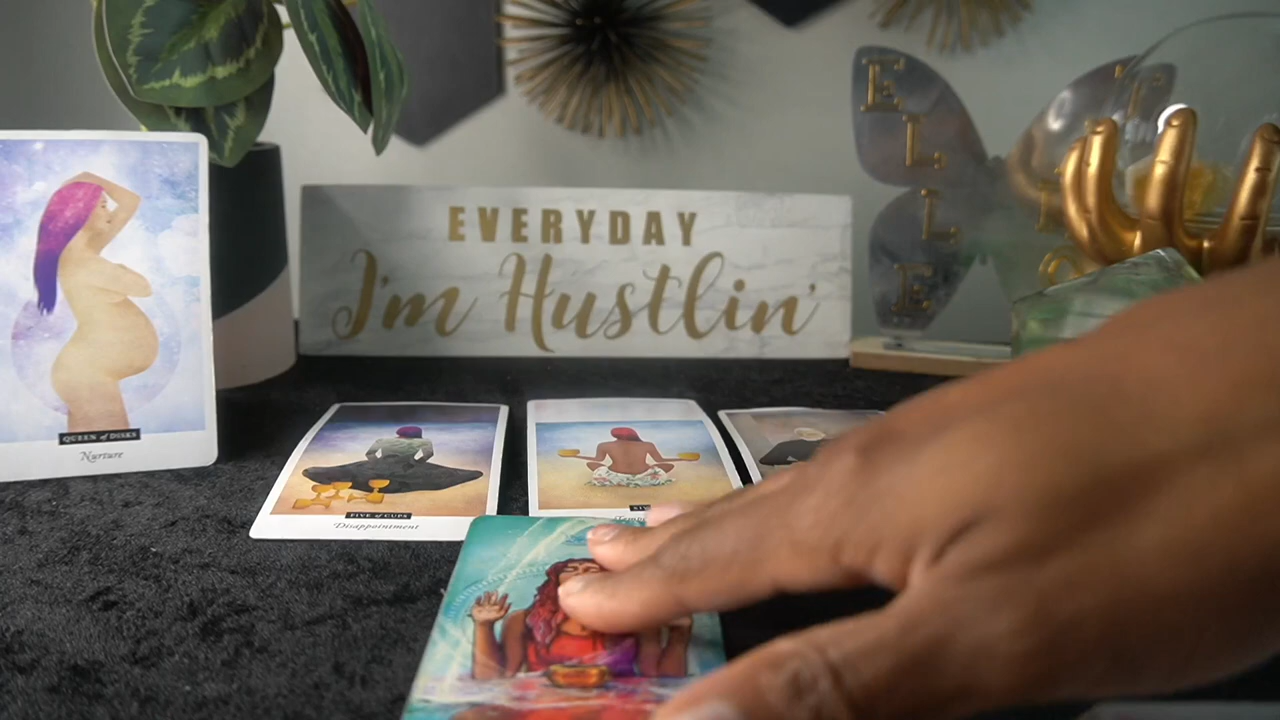 EVERYDAY
I'm Hustlin'
ELLE
QUEEN of DISKS
Nurture
FIVE of CUPS
Disappointment